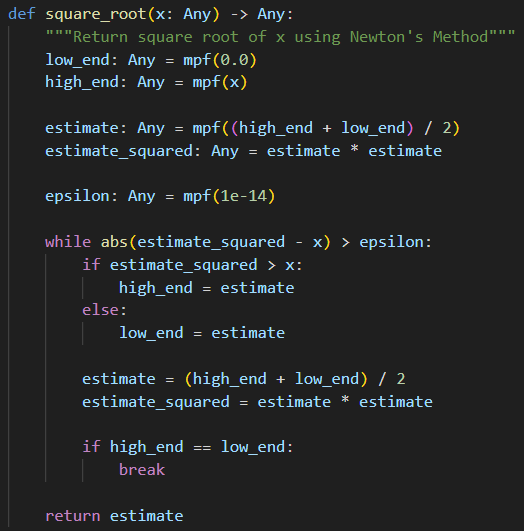 def square_root(x: Any) -> Any:
    """Return square root of x using Newton's Method"""
    low_end: Any = mpf(0.0)
    high_end: Any = mpf(x)

    estimate: Any = mpf((high_end + low_end) / 2)
    estimate_squared: Any = estimate * estimate

    epsilon: Any = mpf(1e-14)

    while abs(estimate_squared - x) > epsilon:
        if estimate_squared > x:
            high_end = estimate
        else:
            low_end = estimate

        estimate = (high_end + low_end) / 2
        estimate_squared = estimate * estimate

        if high_end == low_end:
            break

    return estimate